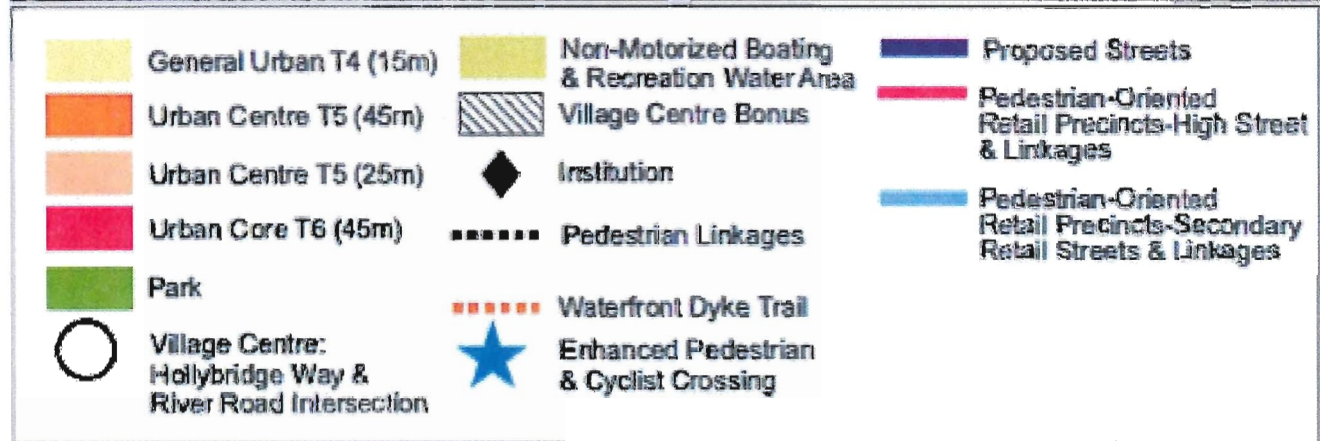 General Urban T4 (15m)
Urban Centre T5 (45m)
Urban Centre T5 (25m)
Urban Core T6 (45m)
Park
Village Centre:
Hollybridge Way &
River Road Intersection
Non-Motorized Boating
& Recreation Water Area
Village Centre Bonus
Institution
Pedestrian Linkages
Waterfront Dyke Trail
Enhanced Pedestrian
& Cyclist Crossing
Proposed Streets
Pedestrian-Oriented
Retail Precincts-High Street
& Linkages
Pedestrian-Oriented
Retail Precincts-Secondary
Retail Streets & Linkages